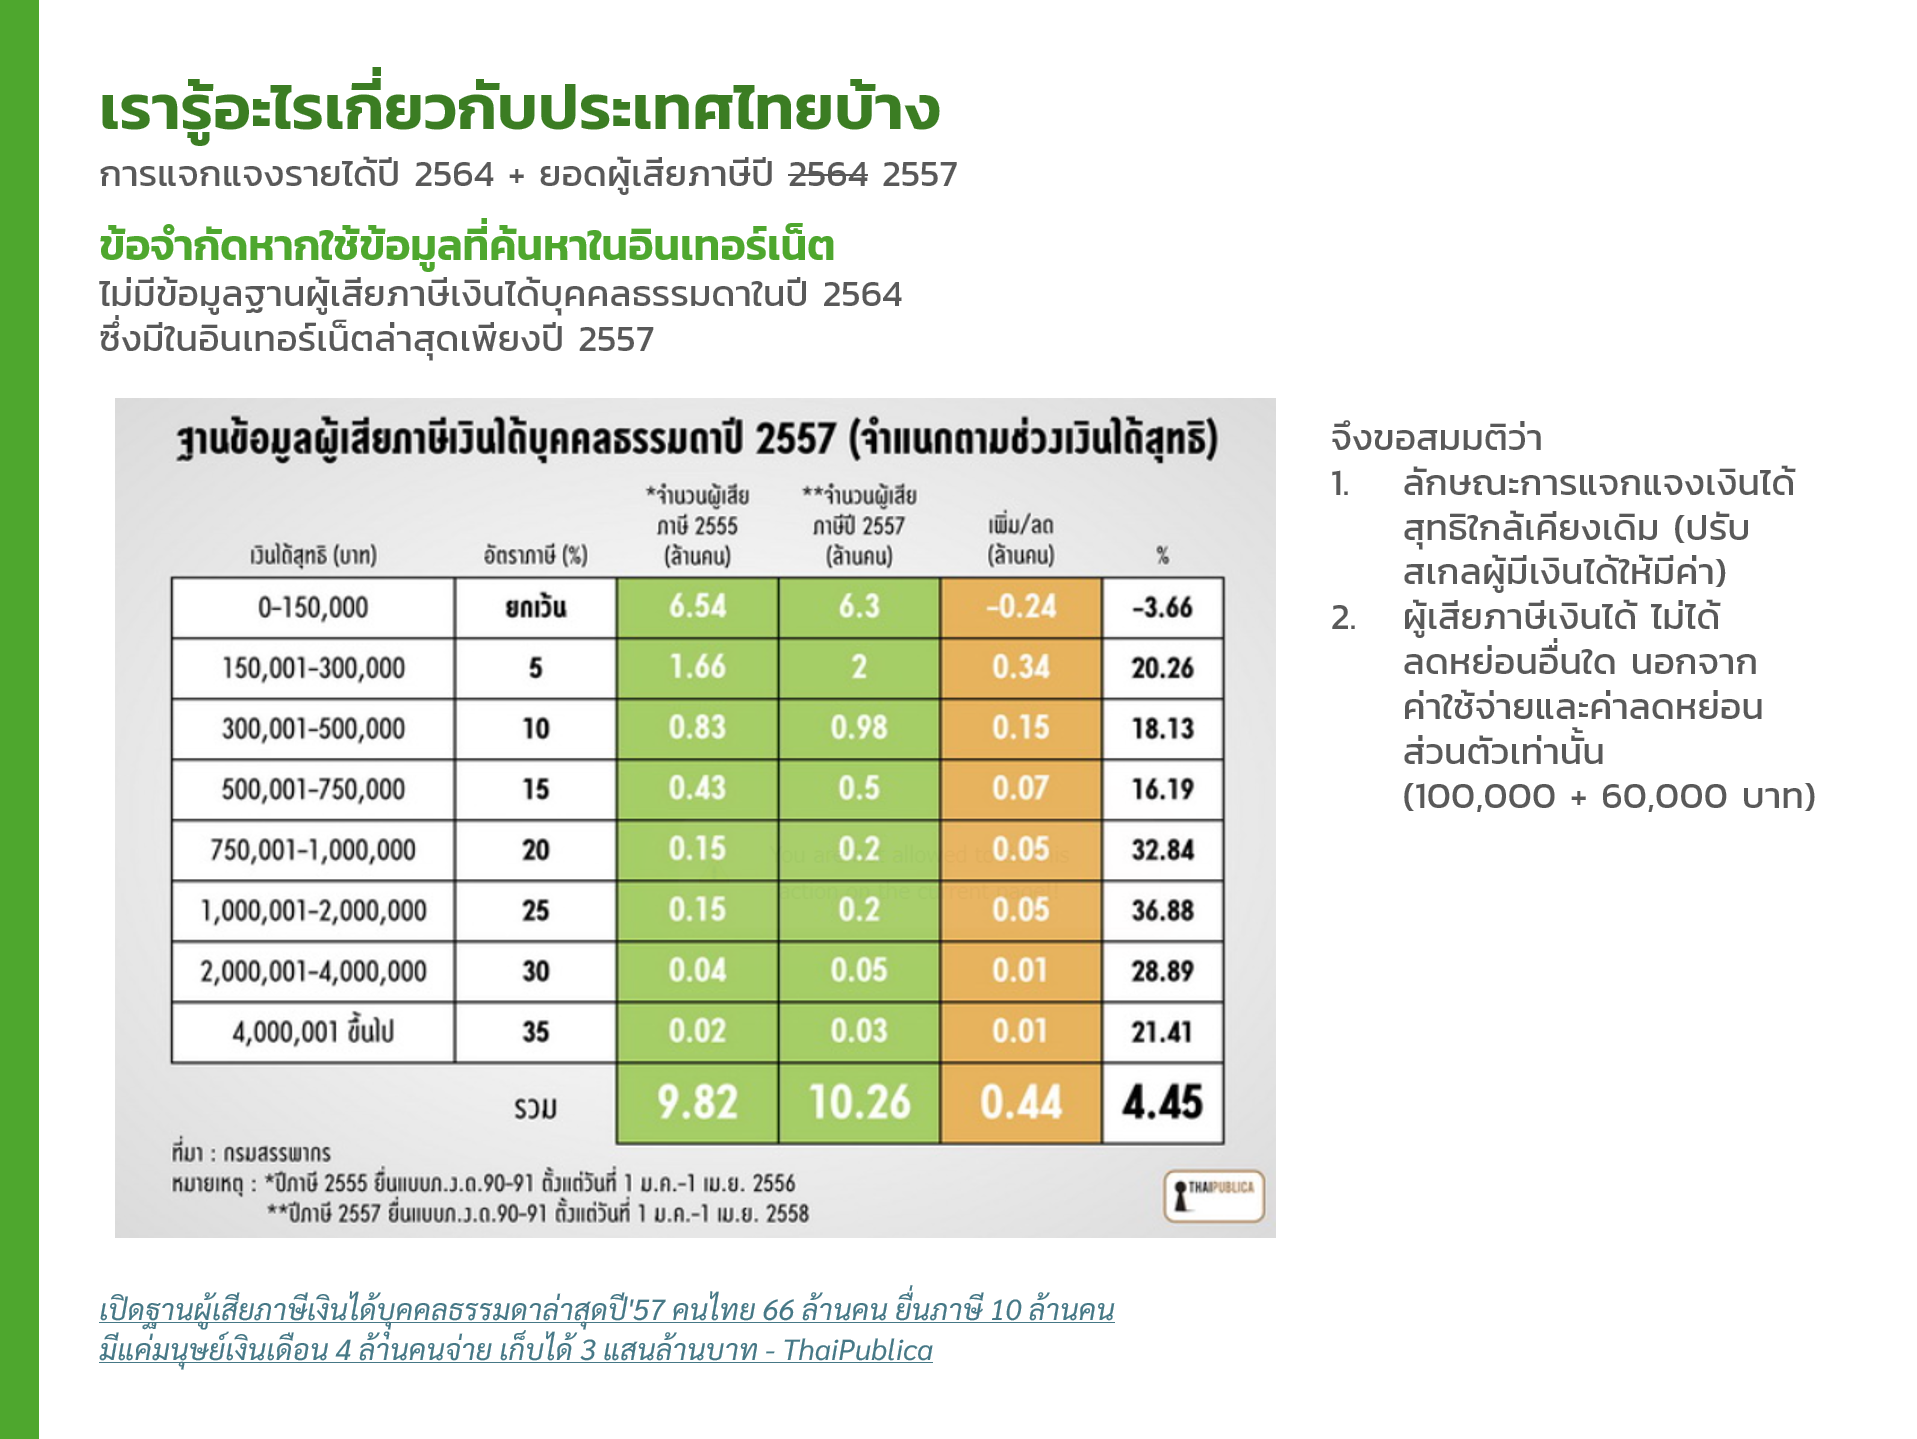 เรารู้อะไรเกี่ยวกับประเทศไทยบ้าง
การแจกแจงรายได้ปี 2564 + ยอดผู้เสียภาษีปี 2564 2557
ข้อจำกัดหากใช้ข้อมูลที่ค้นหาในอินเทอร์เน็ต
ไม่มีข้อมูลฐานผู้เสียภาษีเงินได้บุคคลธรรมดาในปี 2564
ซึ่งมีในอินเทอร์เน็ตล่าสุดเพียงปี 2557
ฐานข้อมูลผู้เสียภาษีเงินได้บุคคลธรรมดาปี 2557 (จำแนกตามช่วงเงินได้สุทธิ)
เงินได้สุทธิ (บาท) อัตราภาษี (%) *จำนวนผู้เสียภาษี 2555 (ล้านคน) **จำนวนผู้เสียภาษีปี 2557 (ล้านคน) เพิ่ม/ลด (ล้านคน) %
0-150,000 ยกเว้น 6.54 6.3 -0.24 -3.66
150,001-300,000 5 1.66 2 0.34 20.26
300,001-500,000 10 0.83 0.98 0.15 18.13
500,001-750,000 15 0.43 0.5 0.07 16.19
750,001-1,000,000 20 0.15 0.2 0.05 32.84
1,000,001-2,000,000 25 0.15 0.2 0.05 36.88
2,000,001-4,000,000 30 0.04 0.05 0.01 28.89
4,000,001 ขึ้นไป 35 0.02 0.03 0.01 21.41
รวม 9.82 10.26 0.44 4.45
ที่มา : กรมสรรพากร
หมายเหตุ : *ปีภาษี 2555 ยื่นแบบภ.ง.ด.90-91 ตั้งแต่วันที่ 1 ม.ค.-1 เม.ย. 2556
**ปีภาษี 2557 ยื่นแบบภ.ง.ด.90-91 ตั้งแต่วันที่ 1 ม.ค.-1 เม.ย. 2558
THAIPUBLICA
จึงขอสมมติว่า
1. ลักษณะการแจกแจงเงินได้
สุทธิใกล้เคียงเดิม (ปรับ
สเกลผู้มีเงินได้ให้มีค่า)
2. ผู้เสียภาษีเงินได้ ไม่ได้
ลดหย่อนอื่นใด นอกจาก
ค่าใช้จ่ายและค่าลดหย่อน
ส่วนตัวเท่านั้น
(100,000 + 60,000 บาท)
เปิดฐานผู้เสียภาษีเงินได้บุคคลธรรมดาล่าสุดปี'57 คนไทย 66 ล้านคน ยื่นภาษี 10 ล้านคน
มีแค่มนุษย์เงินเดือน 4 ล้านคนจ่าย เก็บได้ 3 แสนล้านบาท - ThaiPublica